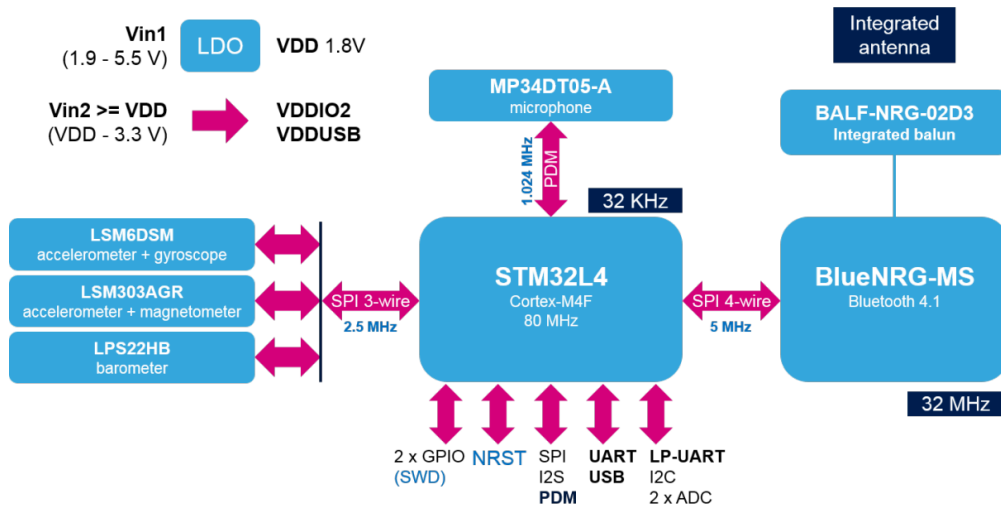 Vin1
(1.9 - 5.5 V)
LDO
VDD 1.8V
Integrated
antenna
Vin2 >= VDD
(VDD - 3.3 V)
VDDIO2
VDDUSB
MP34DT05-A
microphone
BALF-NRG-02D3
Integrated balun
1.024 MHz
PDM
32 KHz
LSM6DSM
accelerometer + gyroscope
LSM303AGR
accelerometer + magnetometer
LPS22HB
barometer
SPI 3-wire
2.5 MHz
STM32L4
Cortex-M4F
80 MHz
SPI 4-wire
5 MHz
BlueNRG-MS
Bluetooth 4.1
32 MHz
2 x GPIO
(SWD)
NRST
SPI
I2S
PDM
UART
USB
LP-UART
I2C
2 x ADC